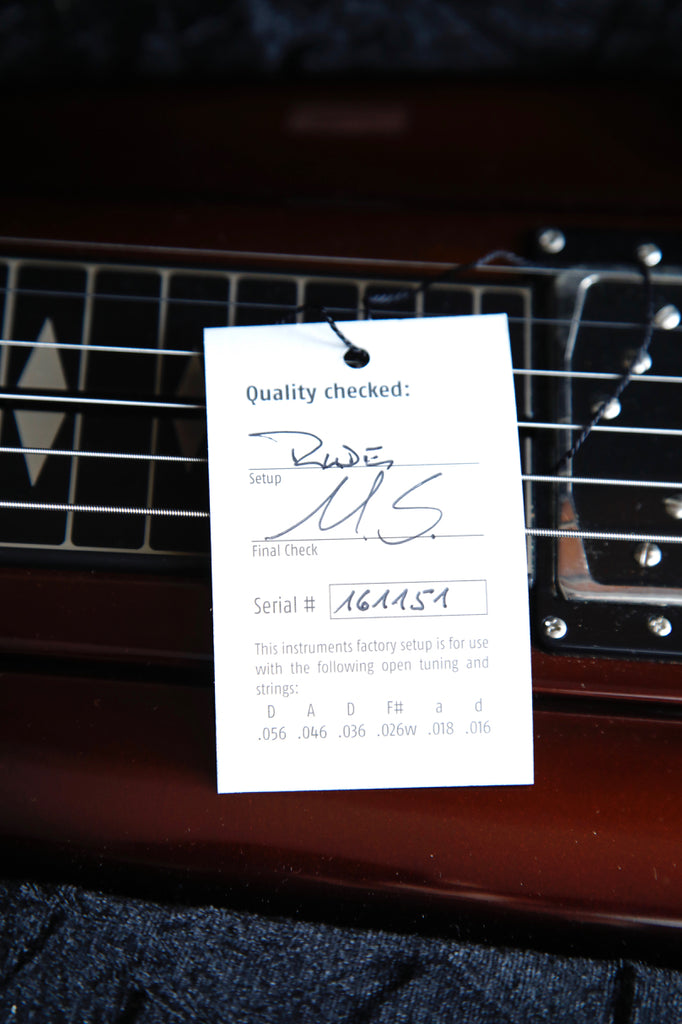 Quality checked:
Setup
M.S.
Final Check
Serial # 161151
This instruments factory setup is for use
with the following open tuning and
strings:
D A D F# a d
.056 .046 .036 .026w .018 .016